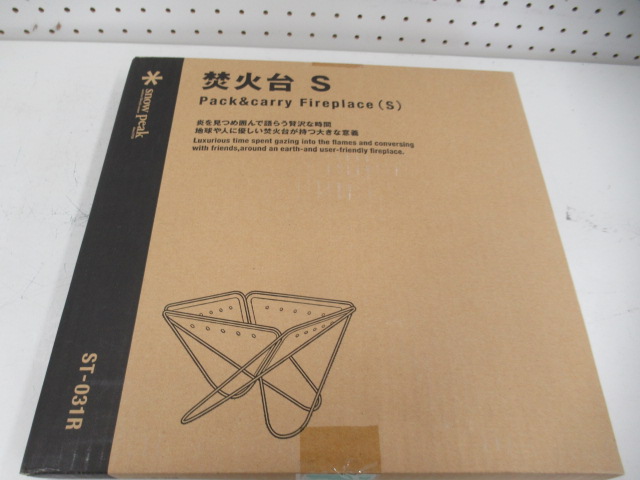 snow peak
焚火台 S
Pack&carry Fireplace(S)
炎を見つめ囲んで語らう贅沢な時間
地球や人に優しい焚火台が持つ大きな意義
Luxurious time spent gazing into the flames and conversing
with friends,around an earth-and user-friendly fireplace.
ST-031R